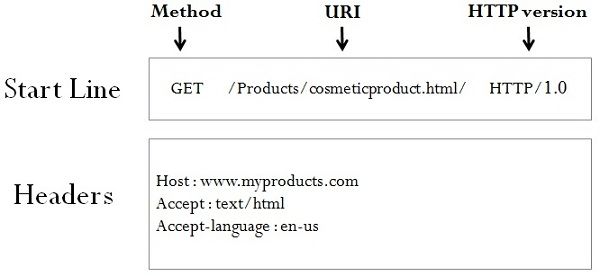 Method URI HTTP version
Start Line GET /Products/cosmeticproduct.html/ HTTP/1.0
Headers
Host : www.myproducts.com
Accept : text/html
Accept-language : en-us